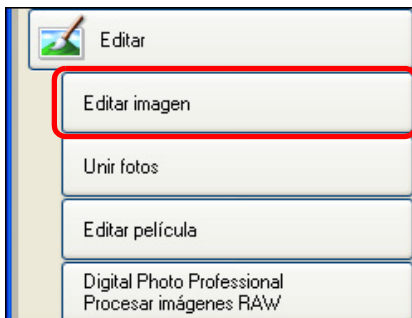 Editar
Editar imagen
Unir fotos
Editar película
Digital Photo Professional
Procesar imágenes RAW